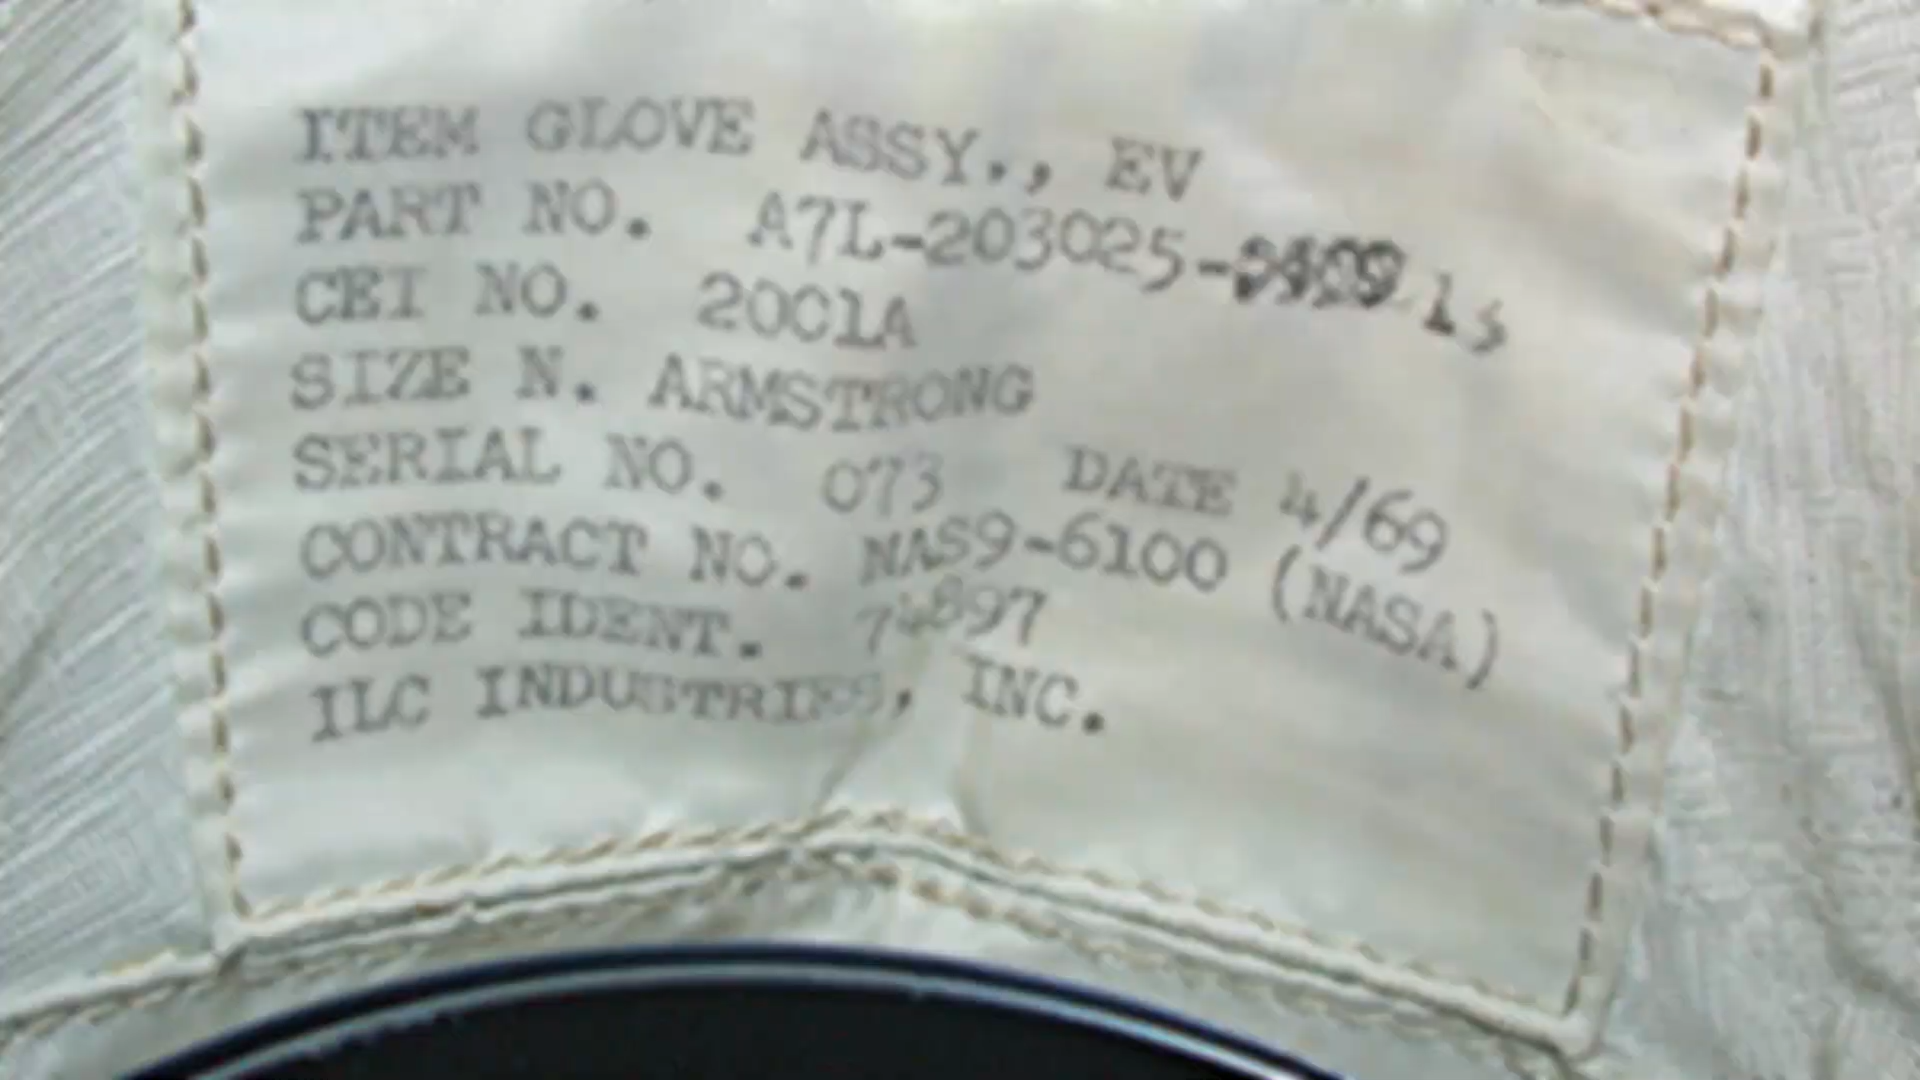 ITEM GLOVE ASSY., EV
PART NO. A7L-203025-
CEI NO. 2001A
SIZE N. ARMSTRONG
SERIAL NO. 073 DATE 4/69
CONTRACT NO. NAS9-6100 (NASA)
CODE IDENT. 74897
ILC INDUSTRIES, INC.